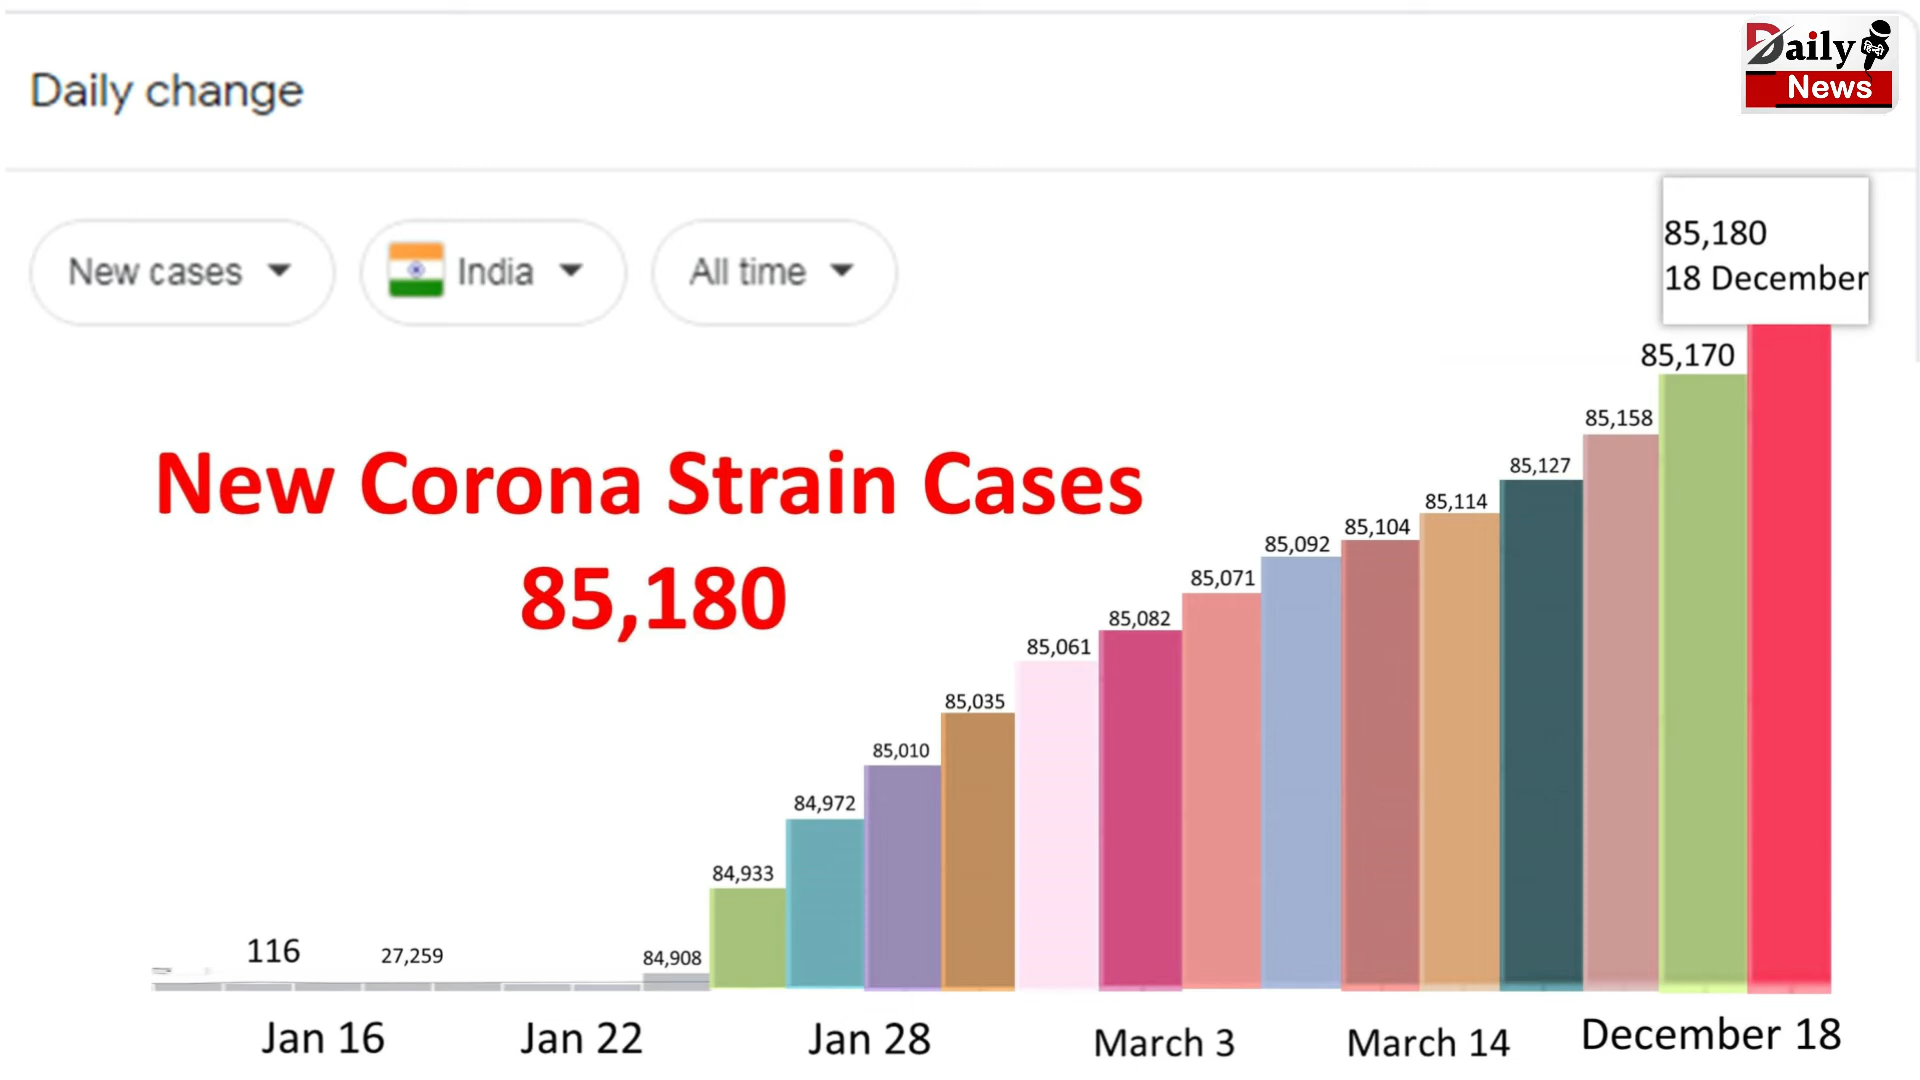 Daily change
Daily
News
New cases
India
All time
85,180
18 December
85,170
85,158
New Corona Strain Cases
85,127
85,114
85,104
85,092
85,071
85,180
85,082
85,061
85,035
85,010
84,972
84,933
116
27,259
84,908
Jan 16
Jan 22
Jan 28
March 3
March 14
December 18